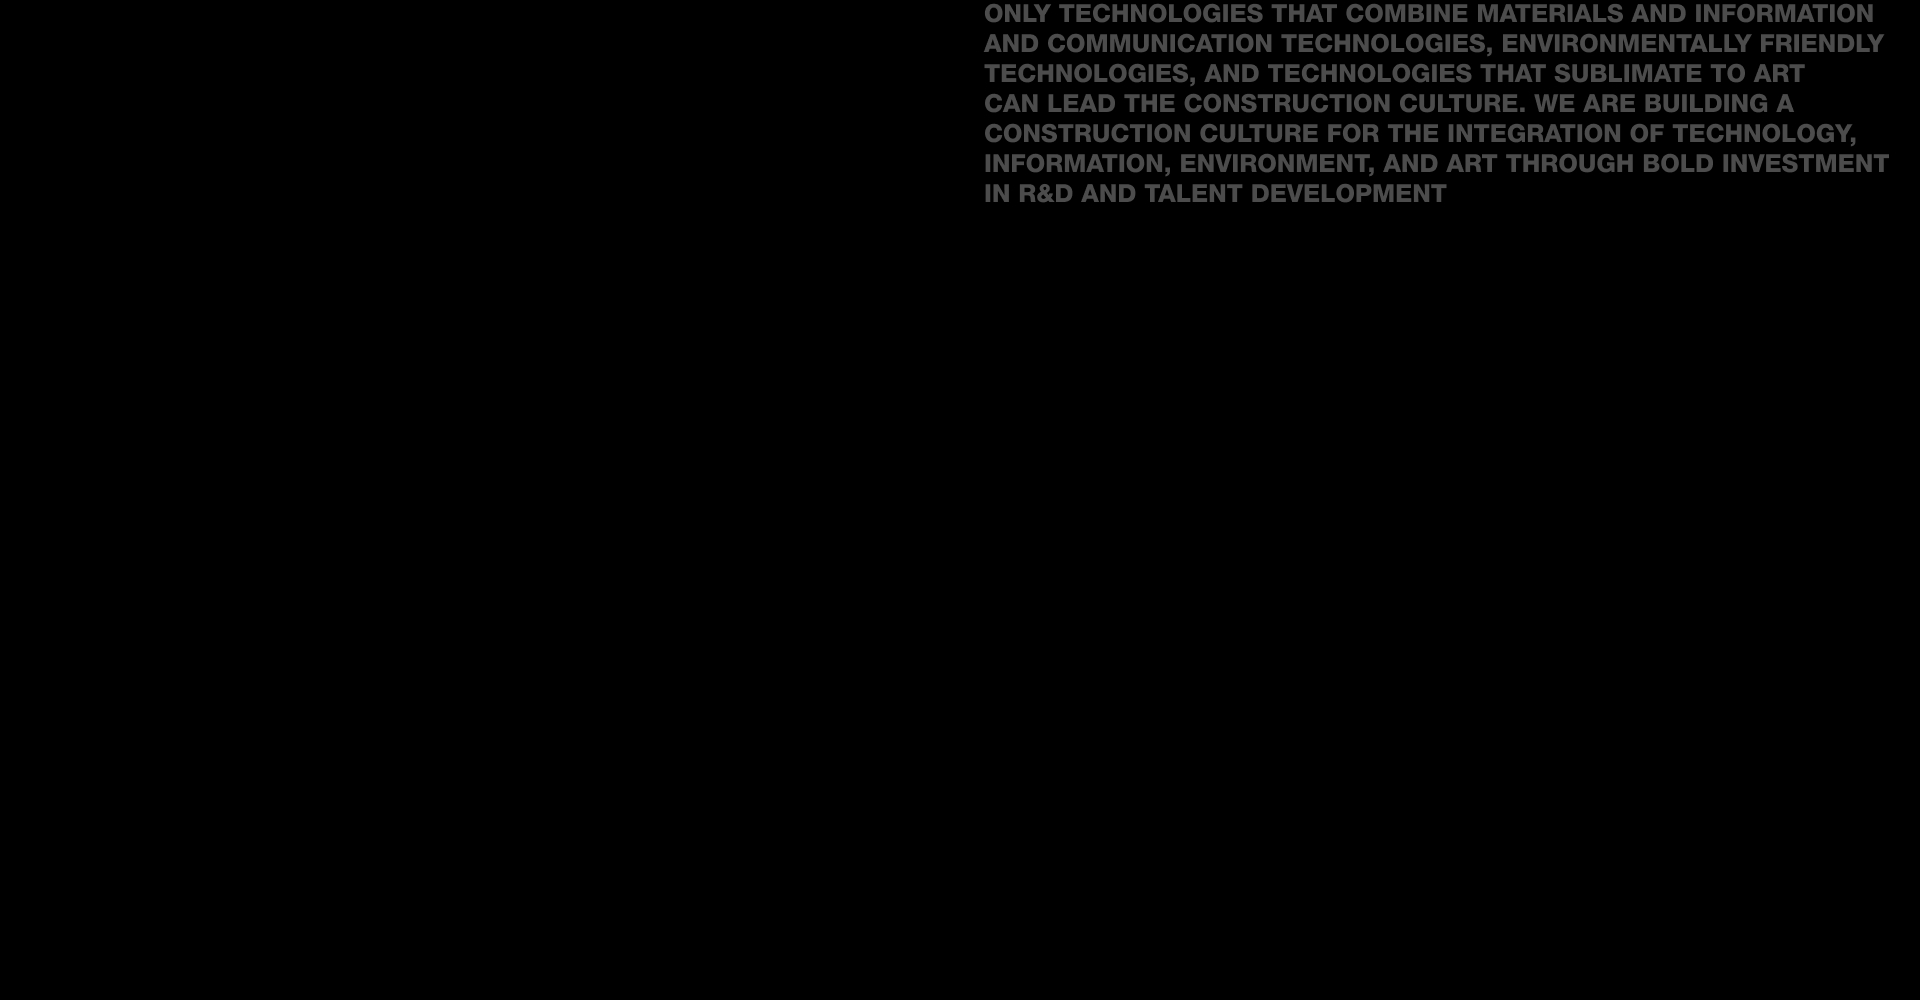 ONLY TECHNOLOGIES THAT COMBINE MATERIALS AND INFORMATION
AND COMMUNICATION TECHNOLOGIES, ENVIRONMENTALLY FRIENDLY
TECHNOLOGIES, AND TECHNOLOGIES THAT SUBLIMATE TO ART
CAN LEAD THE CONSTRUCTION CULTURE. WE ARE BUILDING A
CONSTRUCTION CULTURE FOR THE INTEGRATION OF TECHNOLOGY,
INFORMATION, ENVIRONMENT, AND ART THROUGH BOLD INVESTMENT
IN R&D AND TALENT DEVELOPMENT